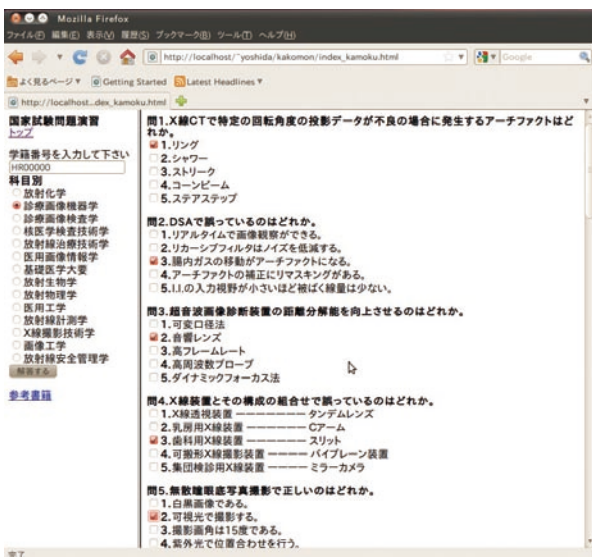 Mozilla Firefox
ファイル(F) 編集(E) 表示(V) 履歴(S) ブックマーク(B) ツール(T) ヘルプ(H)
http://localhost/~yoshida/kakomon/index_kamoku.html
Google
よく見るページ▼ Getting Started Latest Headlines▼
http://localhost...dex_kamoku.html
国家試験問題演習
トップ
学籍番号を入力して下さい
HR00000
科目別
放射化学
診療画像機器学
診療画像検査学
核医学検査技術学
放射線治療技術学
医用画像情報学
基礎医学大要
放射生物学
放射物理学
医用工学
放射線計測学
X線撮影技術学
画像工学
放射線安全管理学
解答する
参考書籍
問1.X線CTで特定の回転角度の投影データが不良の場合に発生するアーチファクトはど
れか。
1.リング
2.シャワー
3.ストリーク
4.コーンビーム
5.ステアステップ
問2.DSAで誤っているのはどれか。
1.リアルタイムで画像観察ができる。
2.リカーシブフィルタはノイズを低減する。
3.腸内ガスの移動がアーチファクトになる。
4.アーチファクトの補正にリマスキングがある。
5.I.I.の入力視野が小さいほど被ばく線量は少ない。
問3.超音波画像診断装置の距離分解能を向上させるのはどれか。
1.可変口径法
2.音響レンズ
3.高フレームレート
4.高周波数プローブ
5.ダイナミックフォーカス法
問4.X線装置とその構成の組合せで誤っているのはどれか。
1.X線透視装置 ーーーーーー タンデムレンズ
2.乳房用X線装置 ーーーーーー Cアーム
3.歯科用X線装置 ーーーーーー スリット
4.可搬形X線撮影装置 ーーーー バイプレーン装置
5.集団検診用X線装置 ーーーー ミラーカメラ
問5.無散瞳眼底写真撮影で正しいのはどれか。
1.白黒画像である。
2.可視光で撮影する。
3.撮影画角は15度である。
4.紫外光で位置合わせを行う。
完了